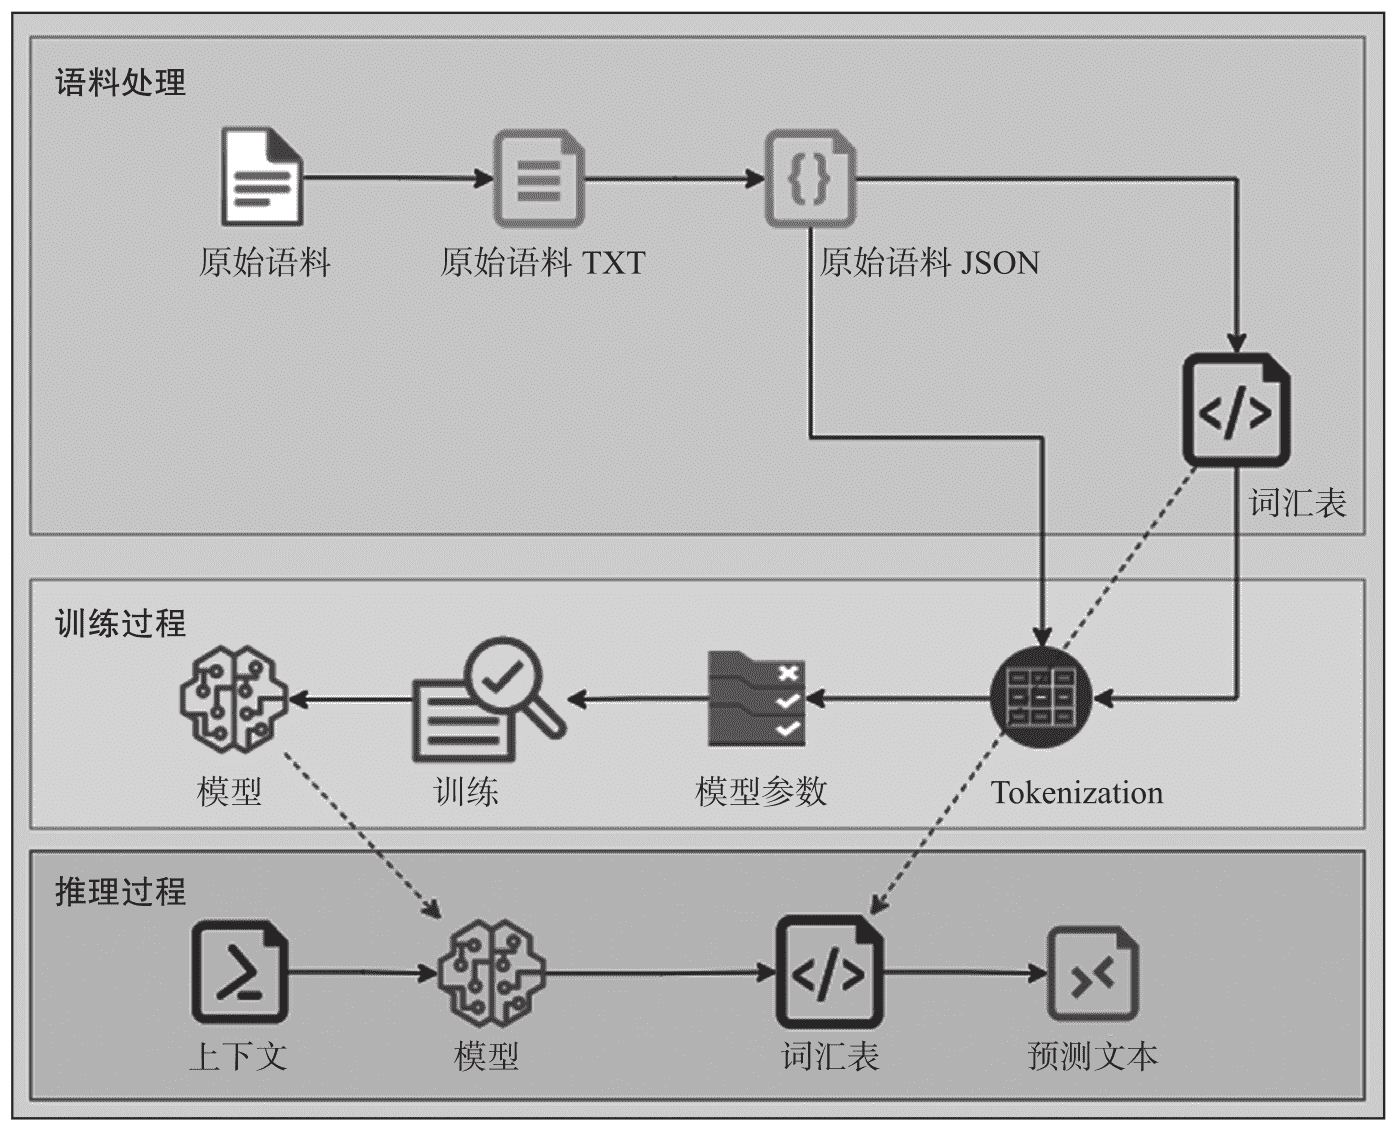 语料处理
原始语料
原始语料 TXT
原始语料 JSON
词汇表
训练过程
模型
训练
模型参数
Tokenization
推理过程
上下文
模型
词汇表
预测文本